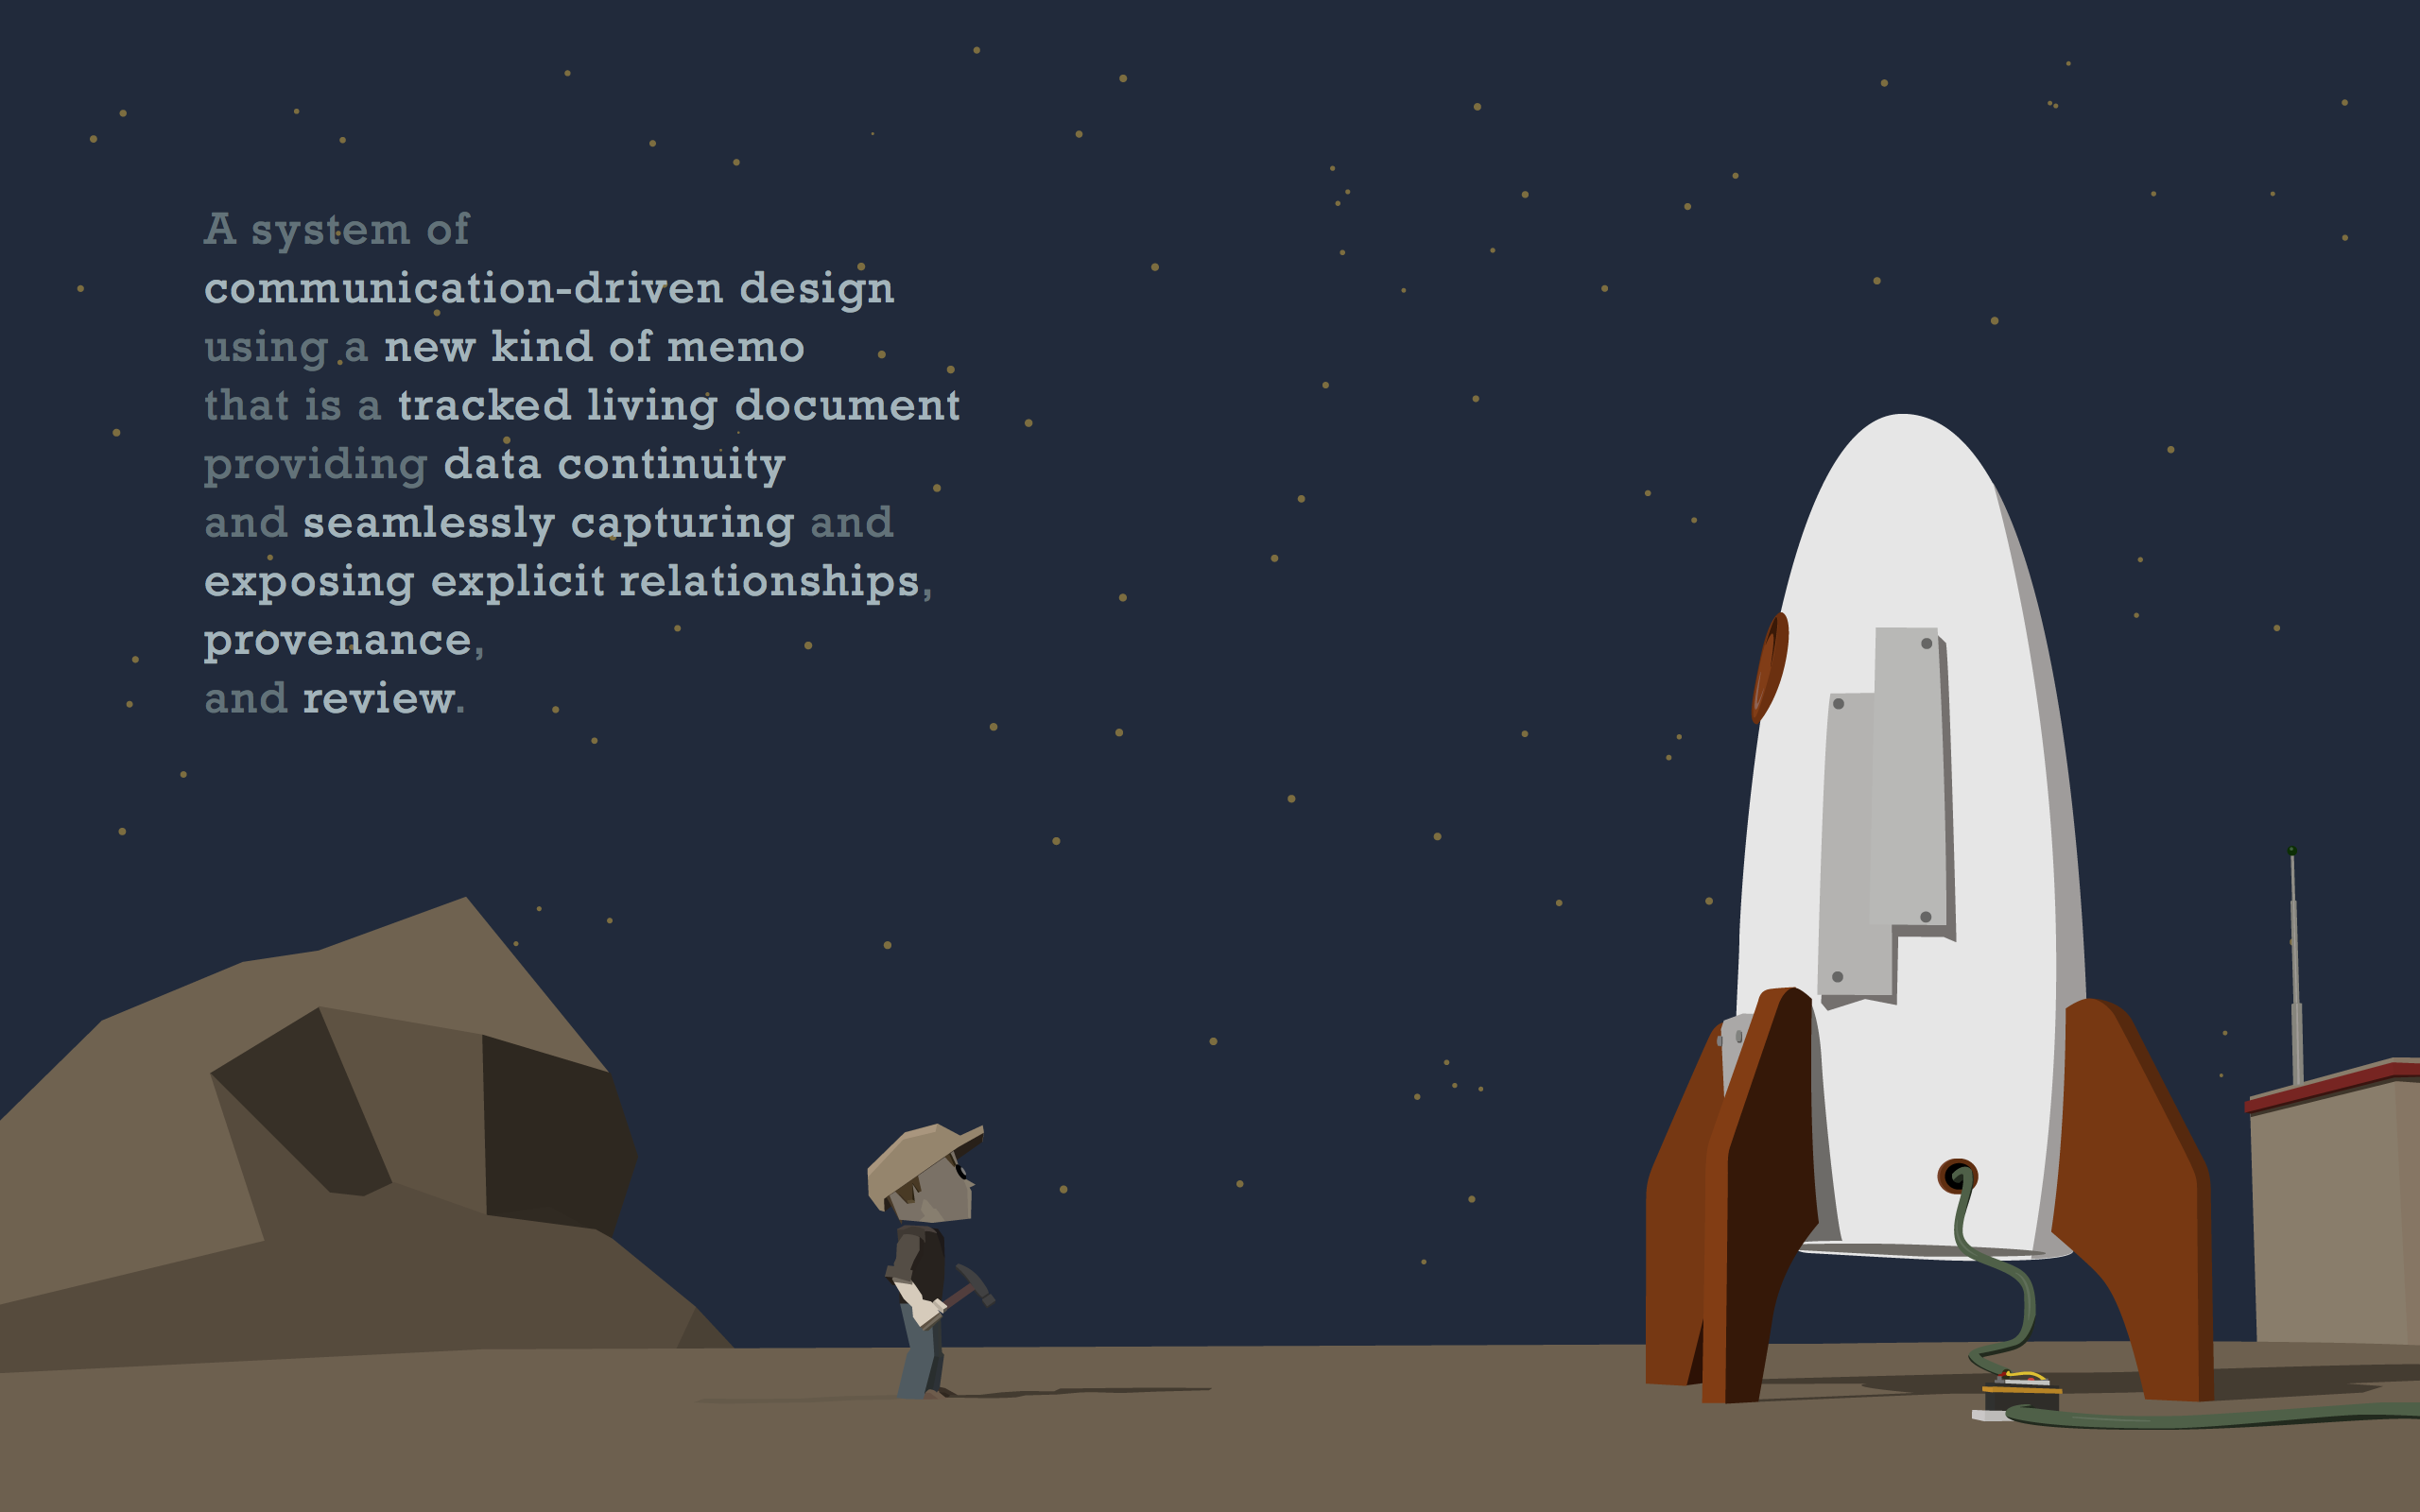 A system of
communication-driven design
using a new kind of memo
that is a tracked living document
providing data continuity
and seamlessly capturing and
exposing explicit relationships,
provenance,
and review.